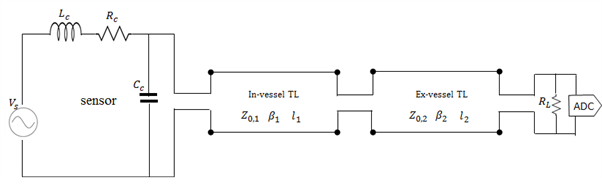 L_c R_c
V_s
sensor
C_c
In-vessel TL
Z_{0,1} β_1 l_1
Ex-vessel TL
Z_{0,2} β_2 l_2
R_L
ADC